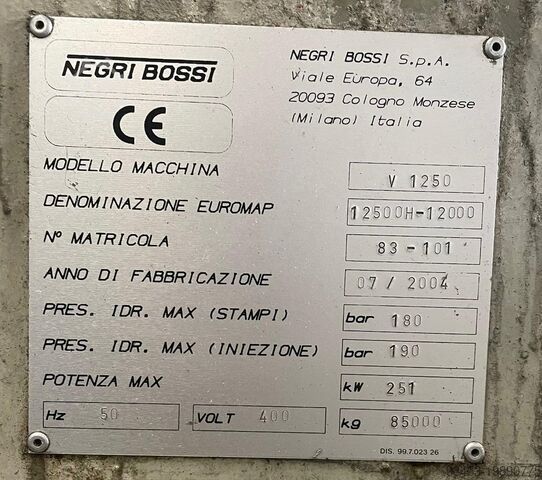 NEGRI BOSSI
NEGRI BOSSI S.p.A.
Viale Europa, 64
20093 Cologno Monzese
(Milano) Italia
CE
MODELLO MACCHINA V 1250
DENOMINAZIONE EUROMAP 12500H-12000
N° MATRICOLA 83-101
ANNO DI FABBRICAZIONE 07/2004
PRES. IDR. MAX (STAMPI) bar 180
PRES. IDR. MAX (INIEZIONE) bar 190
POTENZA MAX kW 251
Hz 50 VOLT 400 kg 85000
DIS. 99.7.023 26